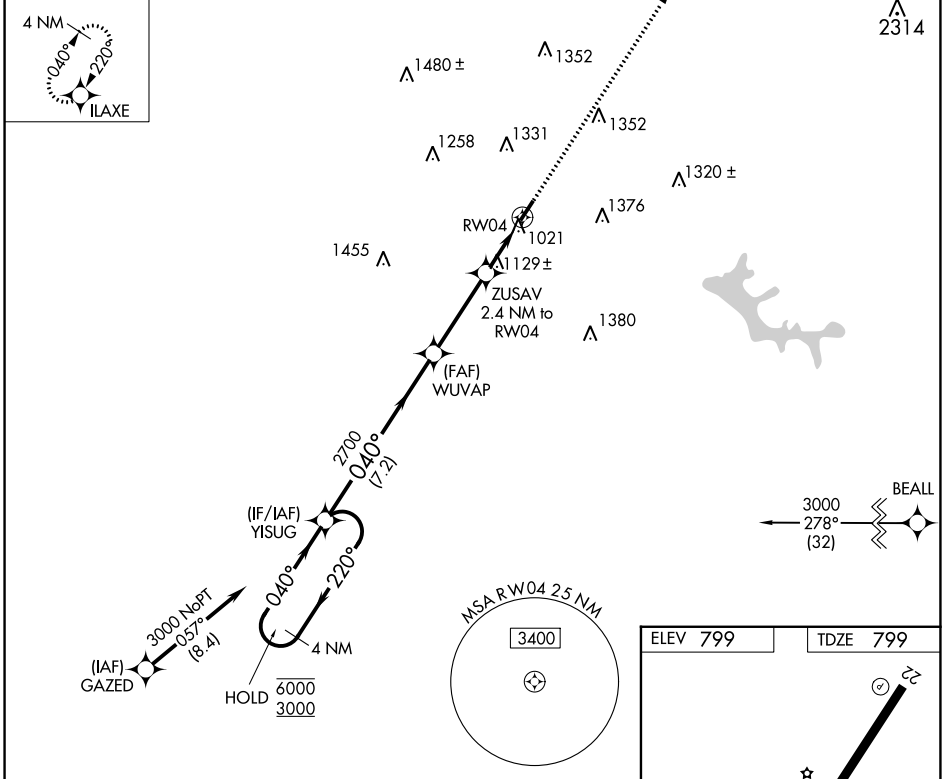 4 NM
040°
220°
ILAXE
2314
1480 ±
1352
1258
1331
1352
1320 ±
1376
RW04
1021
1455
1129 ±
ZUSAV
2.4 NM to
RW04
1380
(FAF)
WUVAP
2700
040°
(7.2)
(IF/IAF)
YISUG
040°
220°
4 NM
HOLD
6000
3000
3000 NoPT
057°
(8.4)
(IAF)
GAZED
BEALL
3000
278°
(32)
MSA RW04 25 NM
3400
ELEV 799
TDZE 799
22